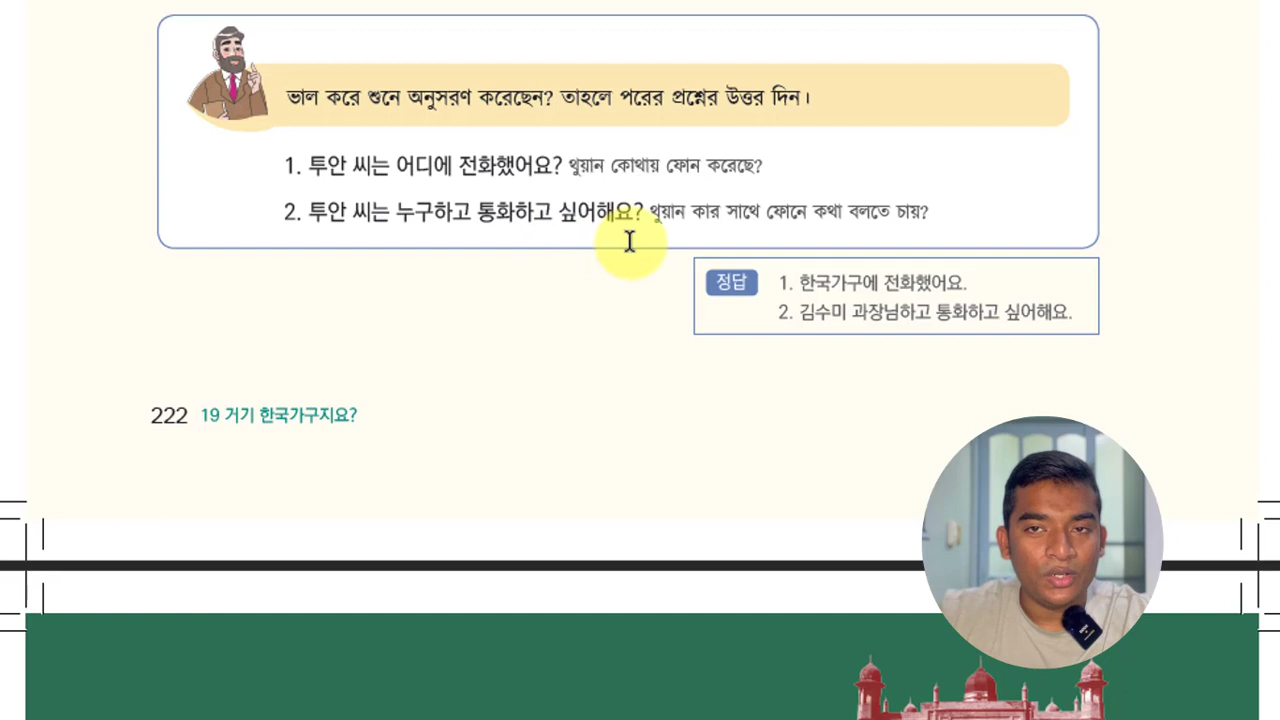 ভাল করে শুনে অনুসরণ করেছেন? তাহলে পরের প্রশ্নের উত্তর দিন।
1. 투안 씨는 어디에 전화했어요? থুয়ান কোথায় ফোন করেছে?
2. 투안 씨는 누구하고 통화하고 싶어해요? থুয়ান কার সাথে ফোনে কথা বলতে চায়?
정답 1. 한국가구에 전화했어요.
2. 김수미 과장님하고 통화하고 싶어해요.
222 19 거기 한국가구지요?